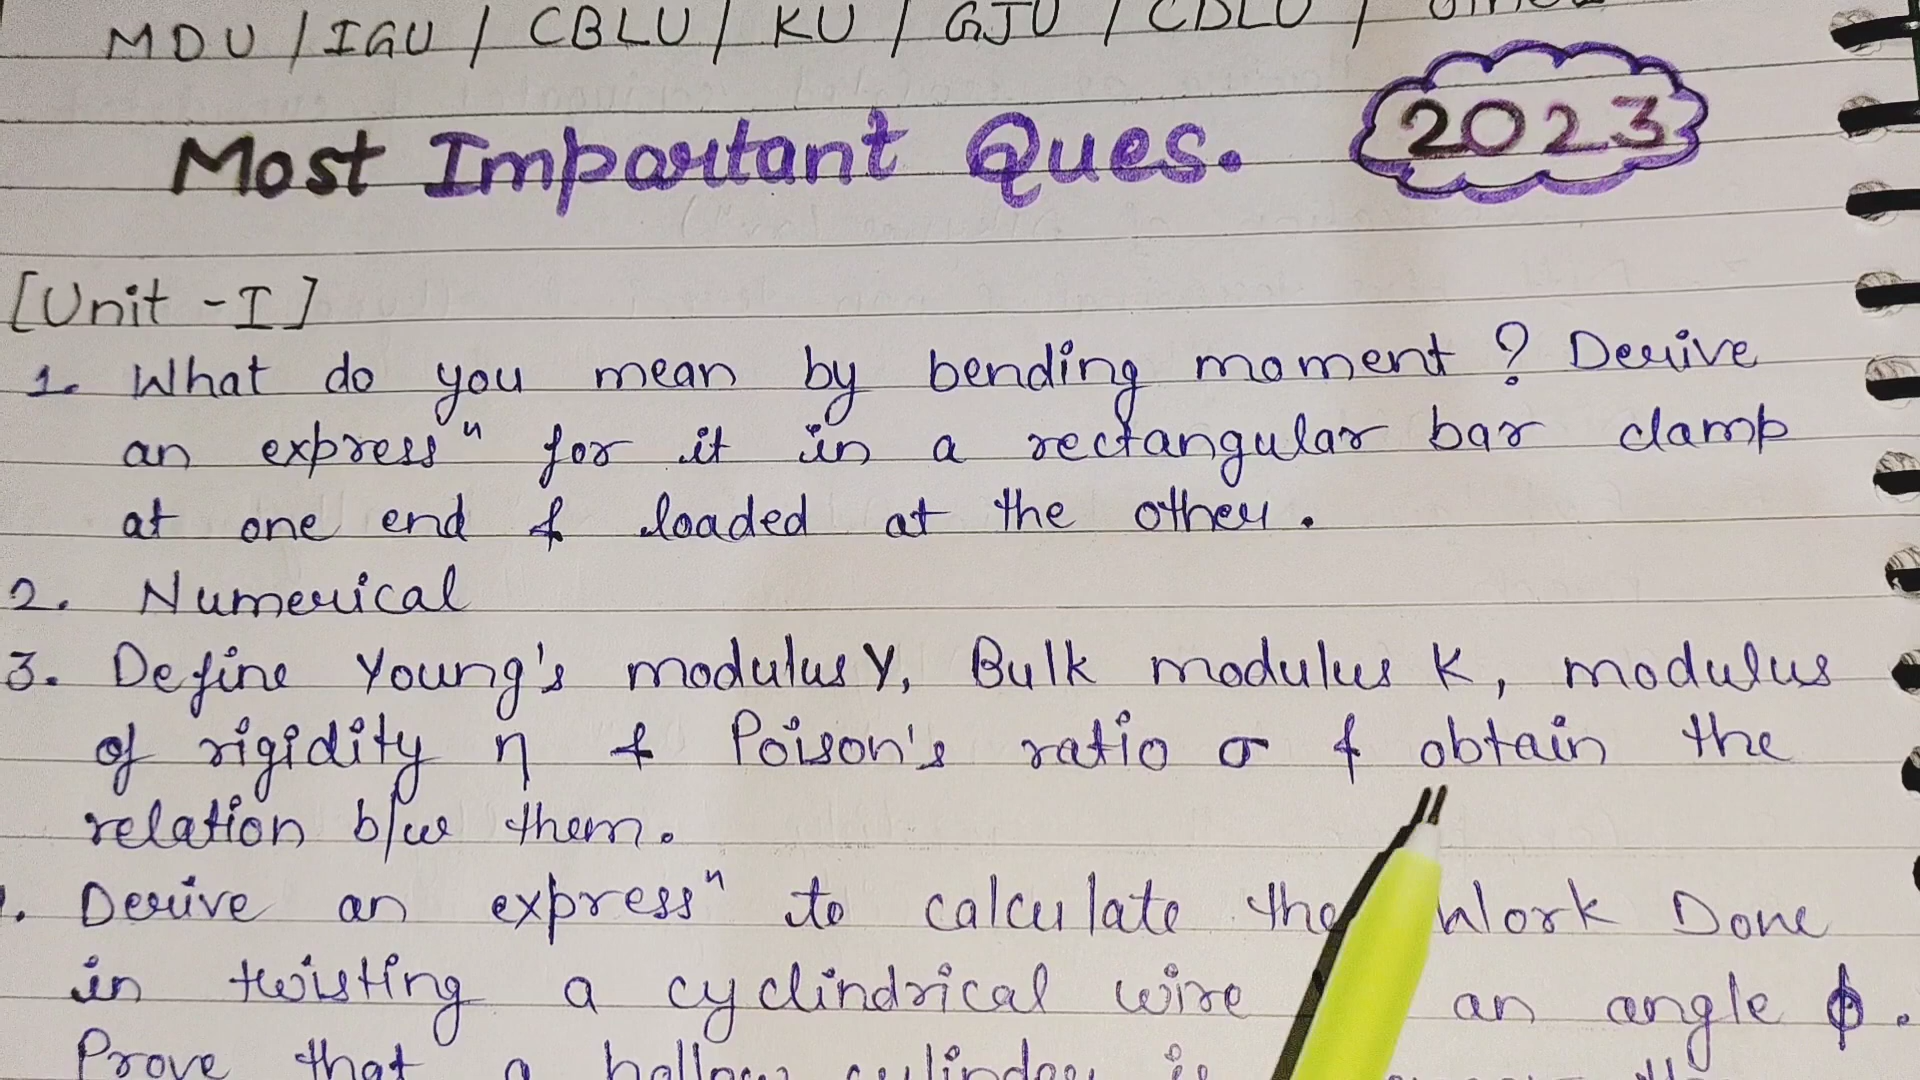 MDU / IGU / CBLU / KU / GJU / CDLU /
Most Important Ques. 2023
[Unit - I]
1. What do you mean by bending moment ? Derive
an expressⁿ for it in a rectangular bar clamp
at one end & loaded at the other.
2. Numerical
3. Define Young's modulus Y, Bulk modulus K, modulus
of rigidity η & Poison's ratio σ & obtain the
relation b/w them.
. Derive an expressⁿ to calculate the Work Done
in twisting a cyclindrical wire an angle ϕ.
Prove that a hollow cylinder is